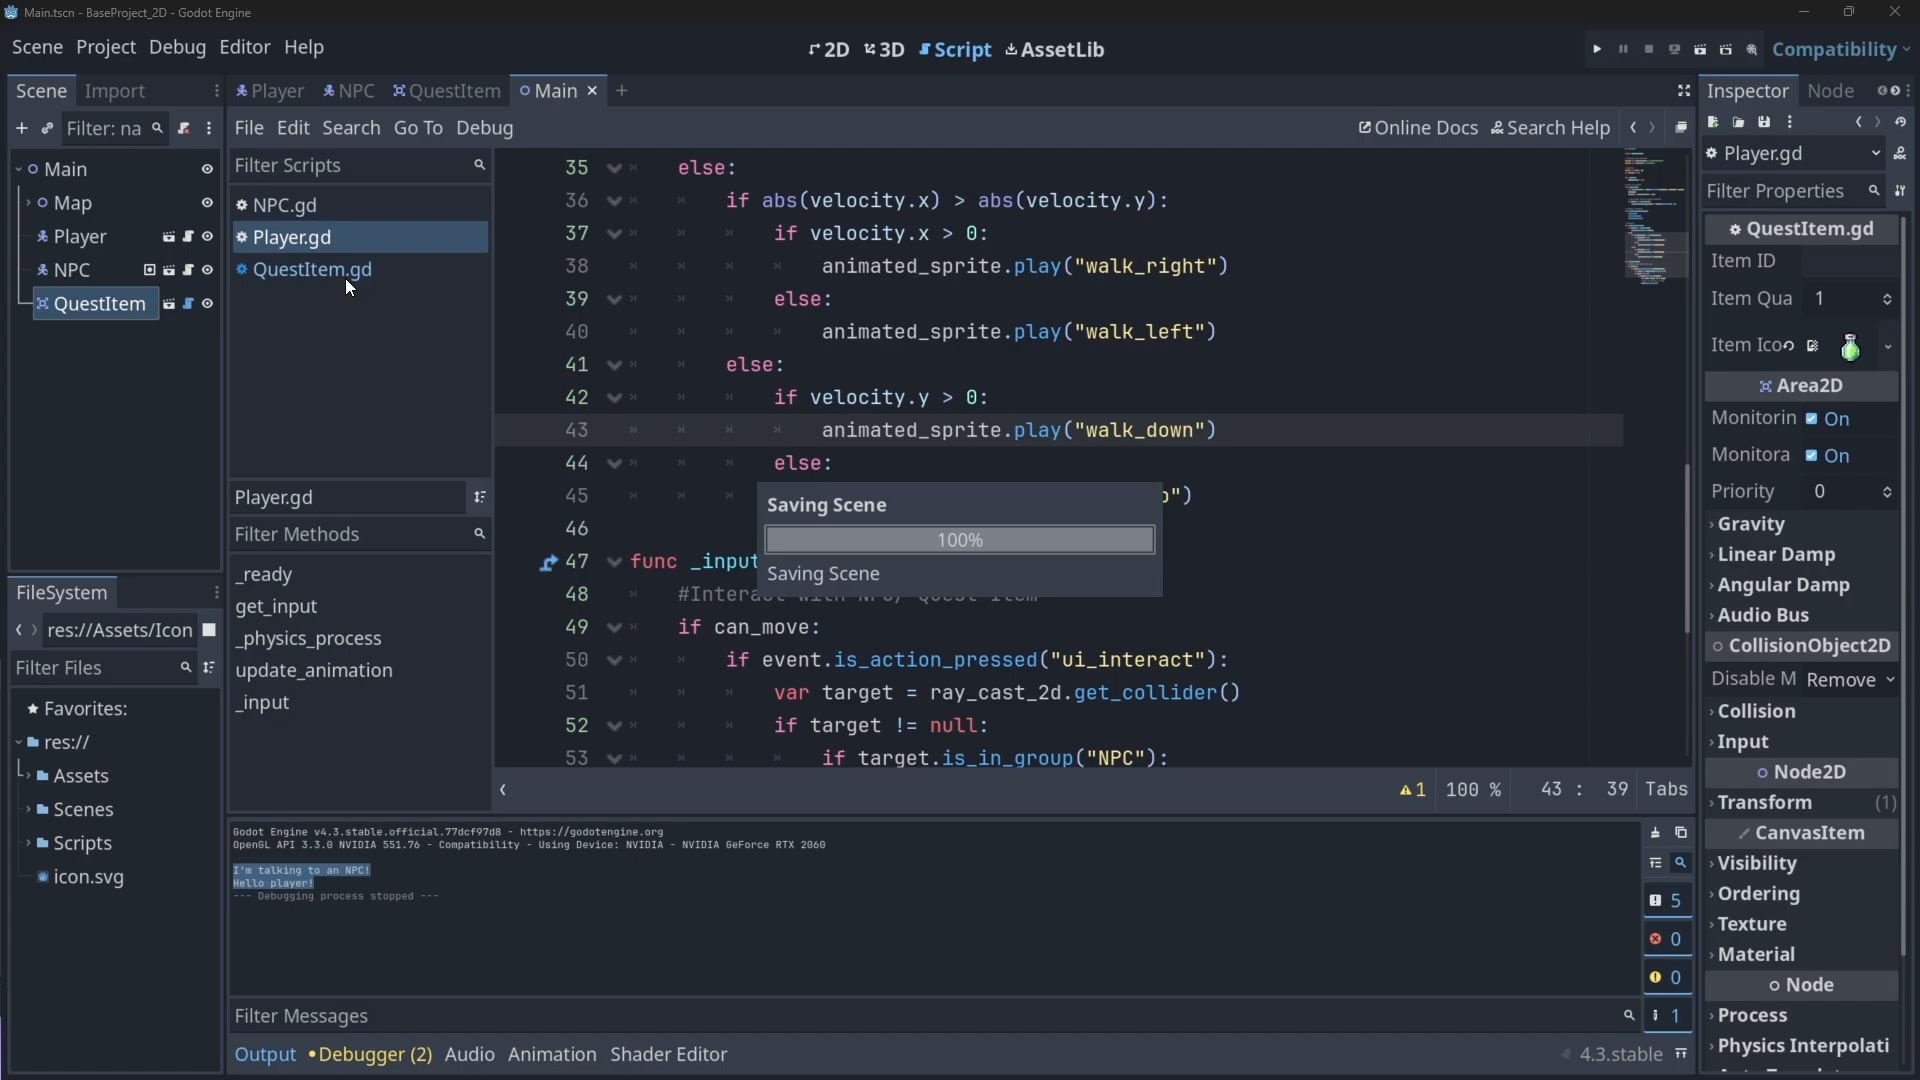 Main.tscn - BaseProject_2D - Godot Engine
Scene Project Debug Editor Help
2D 3D Script AssetLib
Compatibility
Scene Import
Player NPC QuestItem Main
Inspector Node
Filter: na
File Edit Search Go To Debug
Online Docs Search Help
Player.gd
Filter Properties
Main
Map
Player
NPC
QuestItem
Filter Scripts
NPC.gd
Player.gd
QuestItem.gd
Player.gd
Filter Methods
_ready
get_input
_physics_process
update_animation
_input
35 else:
36 if abs(velocity.x) > abs(velocity.y):
37 if velocity.x > 0:
38 animated_sprite.play("walk_right")
39 else:
40 animated_sprite.play("walk_left")
41 else:
42 if velocity.y > 0:
43 animated_sprite.play("walk_down")
44 else:
45 p")
46
47 func _input
48 #Interact with NPC/ Quest Item
49 if can_move:
50 if event.is_action_pressed("ui_interact"):
51 var target = ray_cast_2d.get_collider()
52 if target != null:
53 if target.is_in_group("NPC"):
Saving Scene
100%
Saving Scene
1 100 % 43 : 39 Tabs
FileSystem
res://Assets/Icon
Filter Files
Favorites:
res://
Assets
Scenes
Scripts
icon.svg
Godot Engine v4.3.stable.official.77dcf97d8 - https://godotengine.org
OpenGL API 3.3.0 NVIDIA 551.76 - Compatibility - Using Device: NVIDIA - NVIDIA GeForce RTX 2060
I'm talking to an NPC!
Hello player!
--- Debugging process stopped ---
5
0
0
1
Filter Messages
Output Debugger (2) Audio Animation Shader Editor
4.3.stable
QuestItem.gd
Item ID
Item Qua 1
Item Ico
Area2D
Monitorin On
Monitora On
Priority 0
Gravity
Linear Damp
Angular Damp
Audio Bus
CollisionObject2D
Disable M Remove
Collision
Input
Node2D
Transform (1)
CanvasItem
Visibility
Ordering
Texture
Material
Node
Process
Physics Interpolati